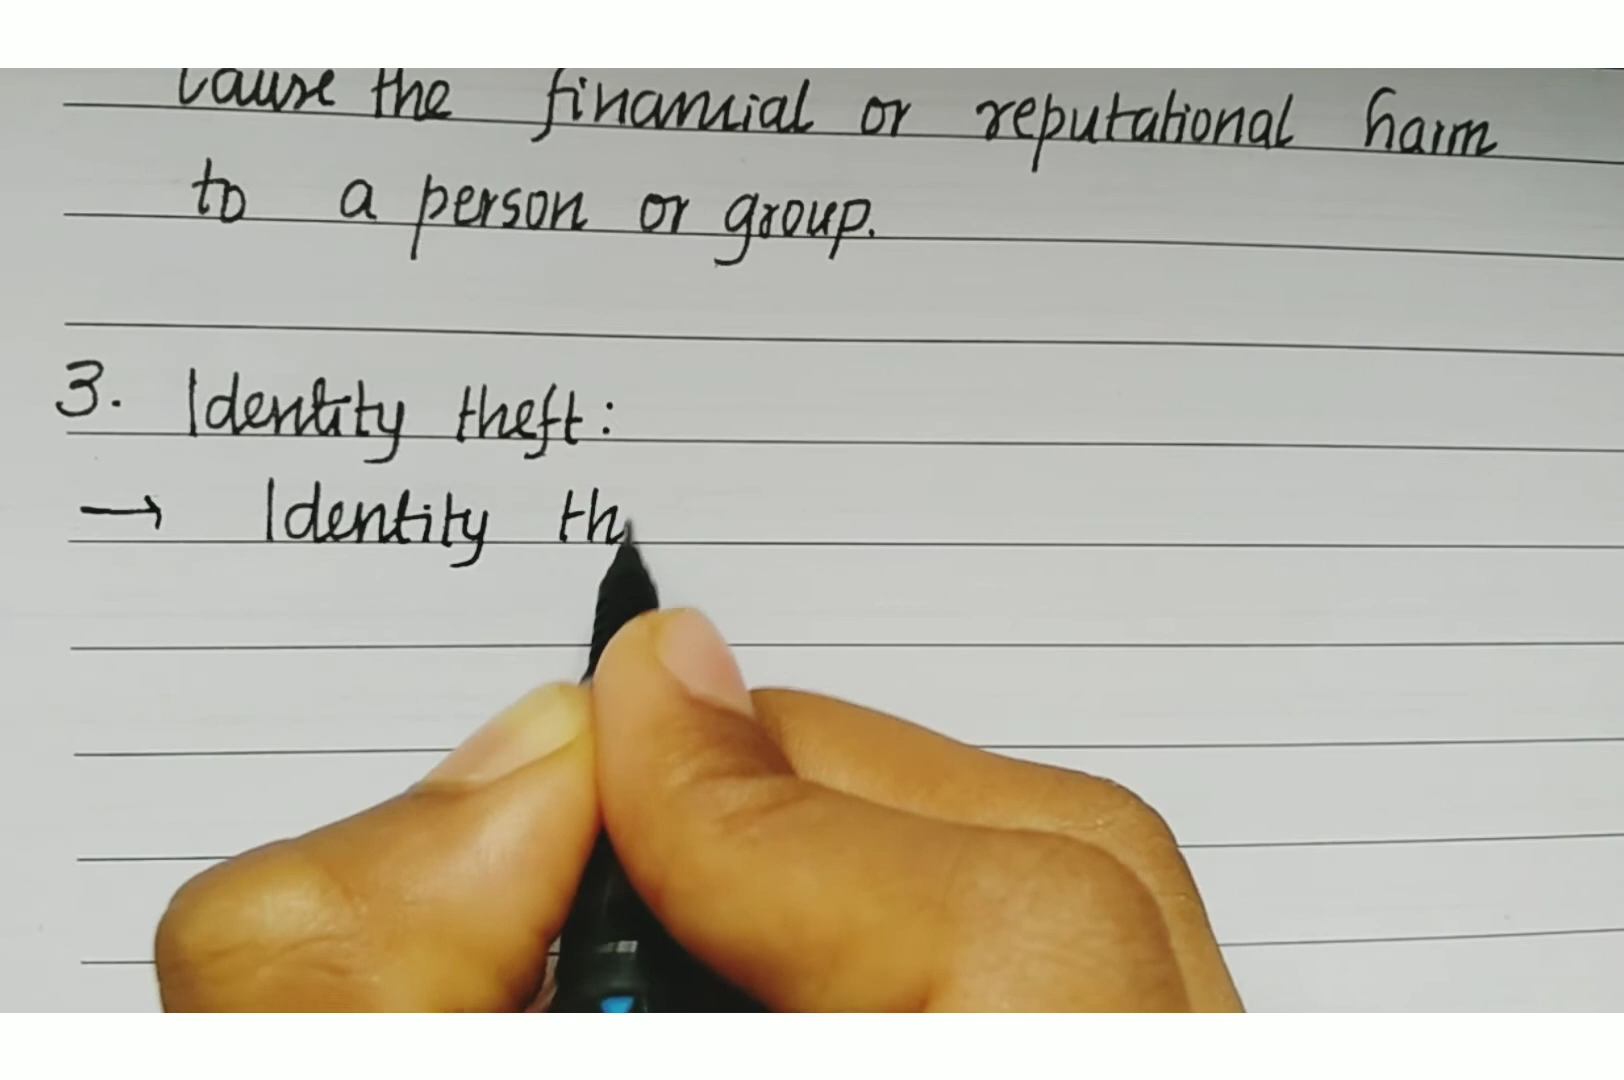 cause the financial or reputational harm
to a person or group.
3. Identity theft:
→ Identity th